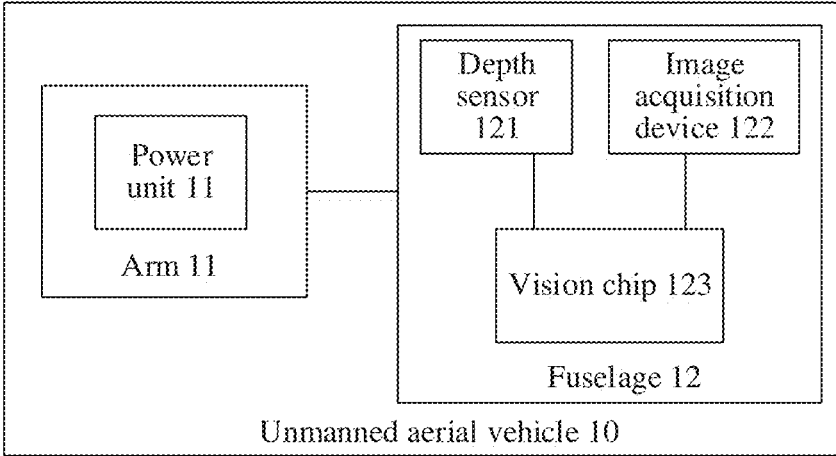 Depth
sensor
121
Image
acquisition
device 122
Power
unit 11
Arm 11
Vision chip 123
Fuselage 12
Unmanned aerial vehicle 10